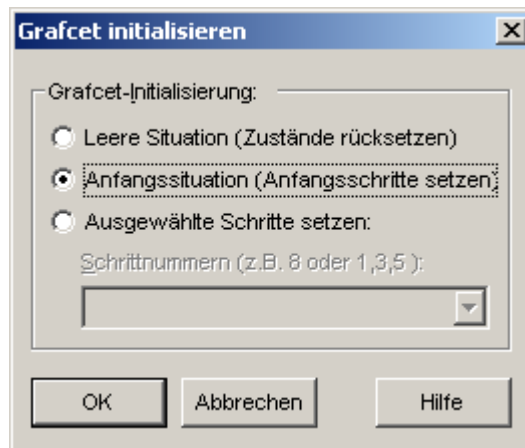 Grafcet initialisieren
Grafcet-Initialisierung:
Leere Situation (Zustände rücksetzen)
Anfangssituation (Anfangsschritte setzen)
Ausgewählte Schritte setzen:
Schrittnummern (z.B. 8 oder 1,3,5 ):
OK Abbrechen Hilfe